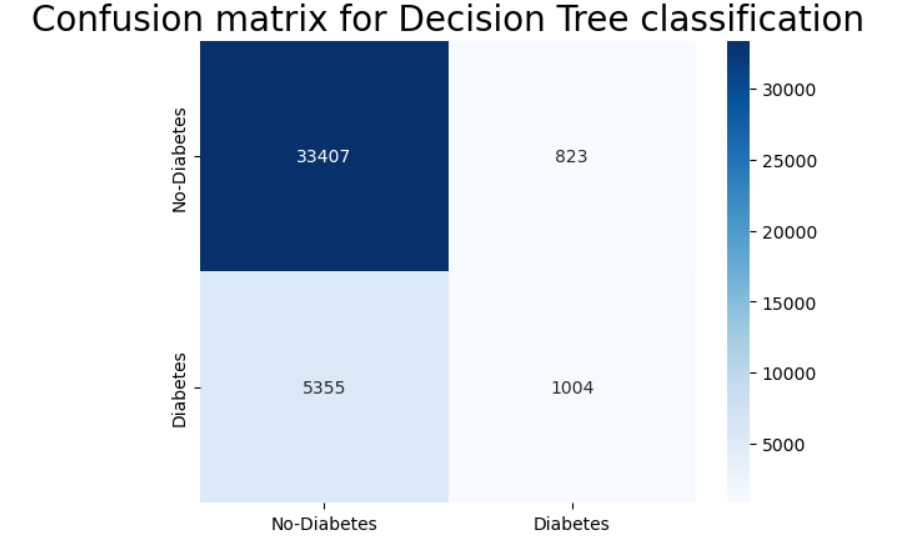 Confusion matrix for Decision Tree classification
No-Diabetes
33407
823
Diabetes
5355
1004
No-Diabetes
Diabetes
30000
25000
20000
15000
10000
5000